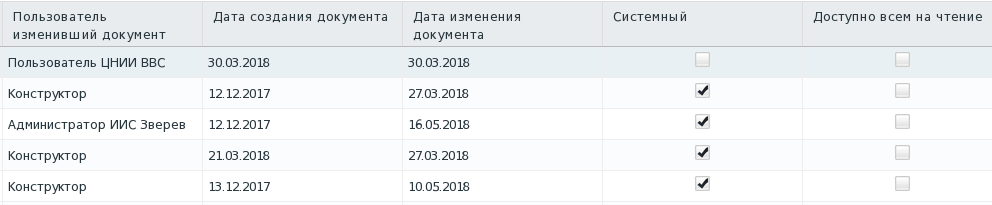 Пользователь изменивший документ Дата создания документа Дата изменения документа Системный Доступно всем на чтение
Пользователь ЦНИИ ВВС 30.03.2018 30.03.2018
Конструктор 12.12.2017 27.03.2018
Администратор ИИС Зверев 12.12.2017 16.05.2018
Конструктор 21.03.2018 27.03.2018
Конструктор 13.12.2017 10.05.2018